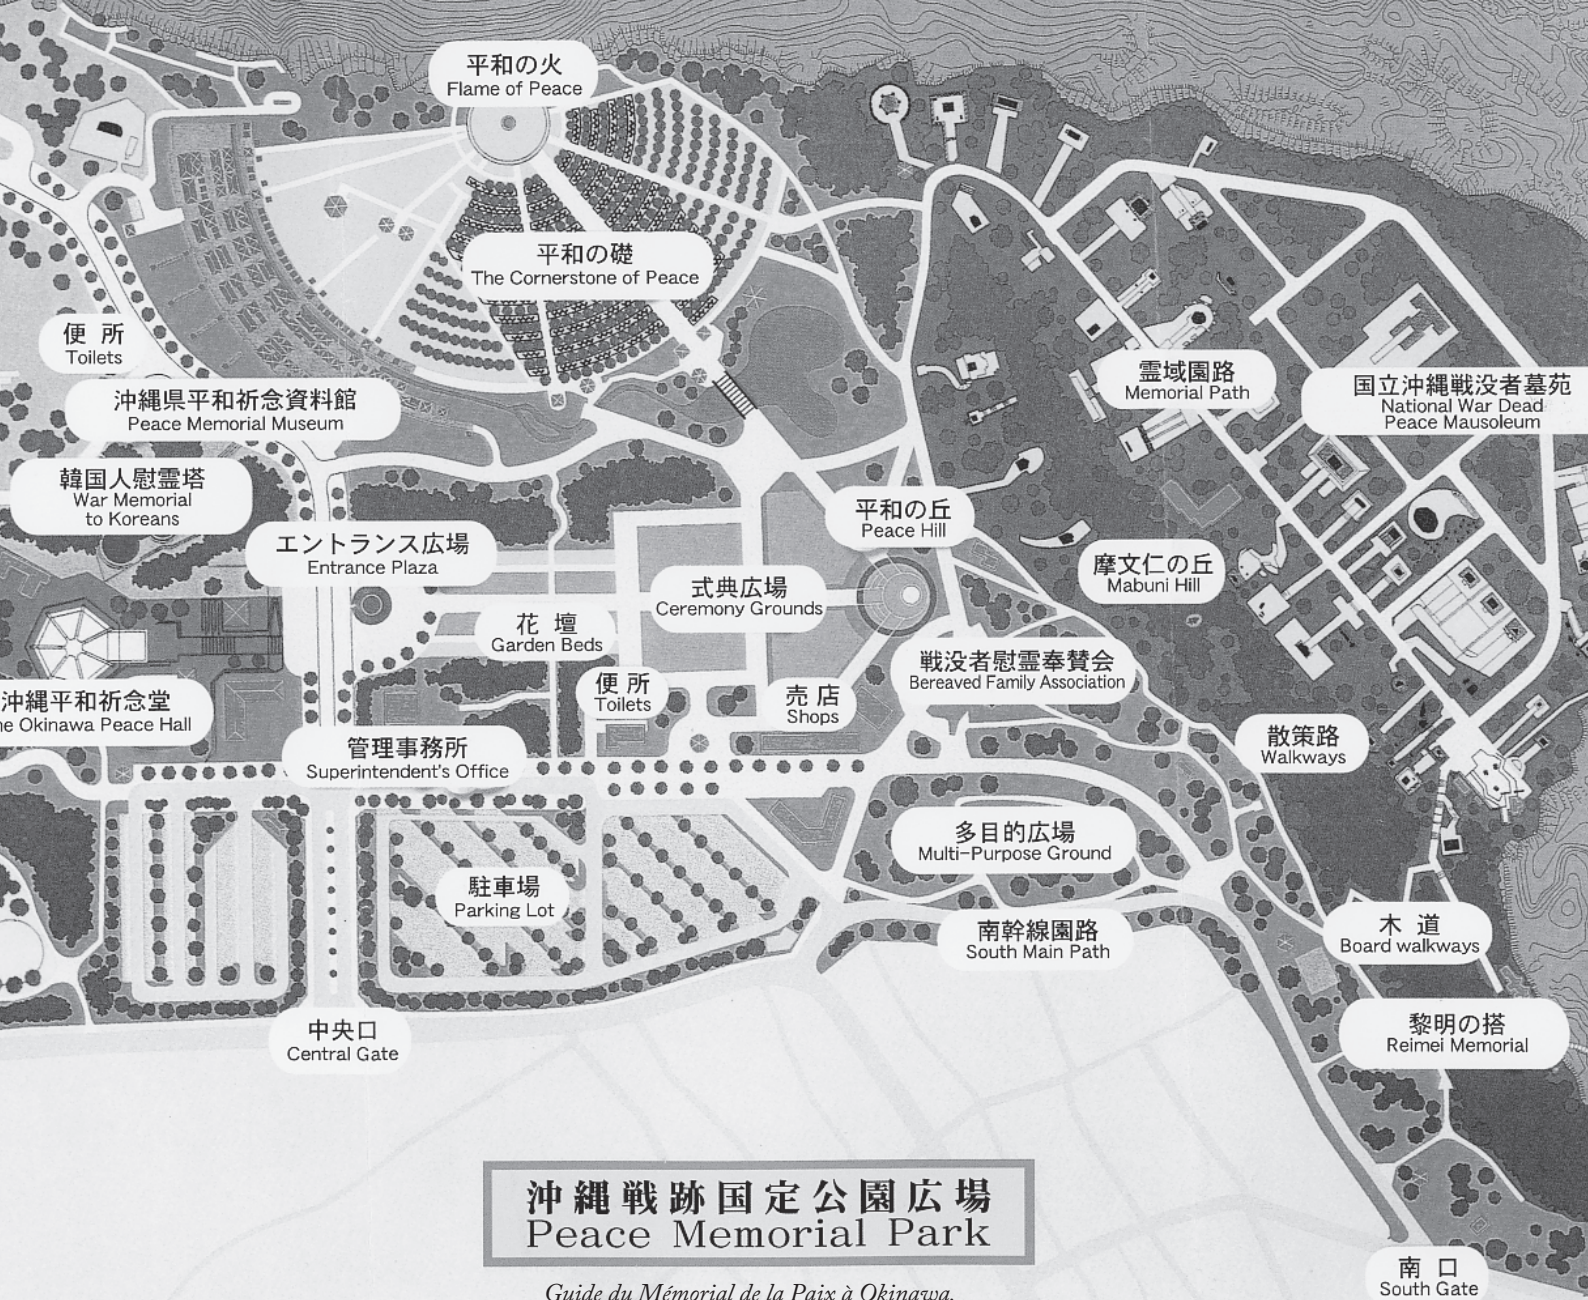 平和の火
Flame of Peace
平和の礎
The Cornerstone of Peace
便 所
Toilets
沖縄県平和祈念資料館
Peace Memorial Museum
霊域園路
Memorial Path
国立沖縄戦没者墓苑
National War Dead
Peace Mausoleum
韓国人慰霊塔
War Memorial
to Koreans
エントランス広場
Entrance Plaza
平和の丘
Peace Hill
式典広場
Ceremony Grounds
摩文仁の丘
Mabuni Hill
花 壇
Garden Beds
戦没者慰霊奉賛会
Bereaved Family Association
沖縄平和祈念堂
he Okinawa Peace Hall
便 所
Toilets
売 店
Shops
管理事務所
Superintendent's Office
散策路
Walkways
多目的広場
Multi-Purpose Ground
駐車場
Parking Lot
南幹線園路
South Main Path
木 道
Board walkways
中央口
Central Gate
黎明の搭
Reimei Memorial
沖縄戦跡国定公園広場
Peace Memorial Park
南 口
South Gate
Guide du Mémorial de la Paix à Okinawa.